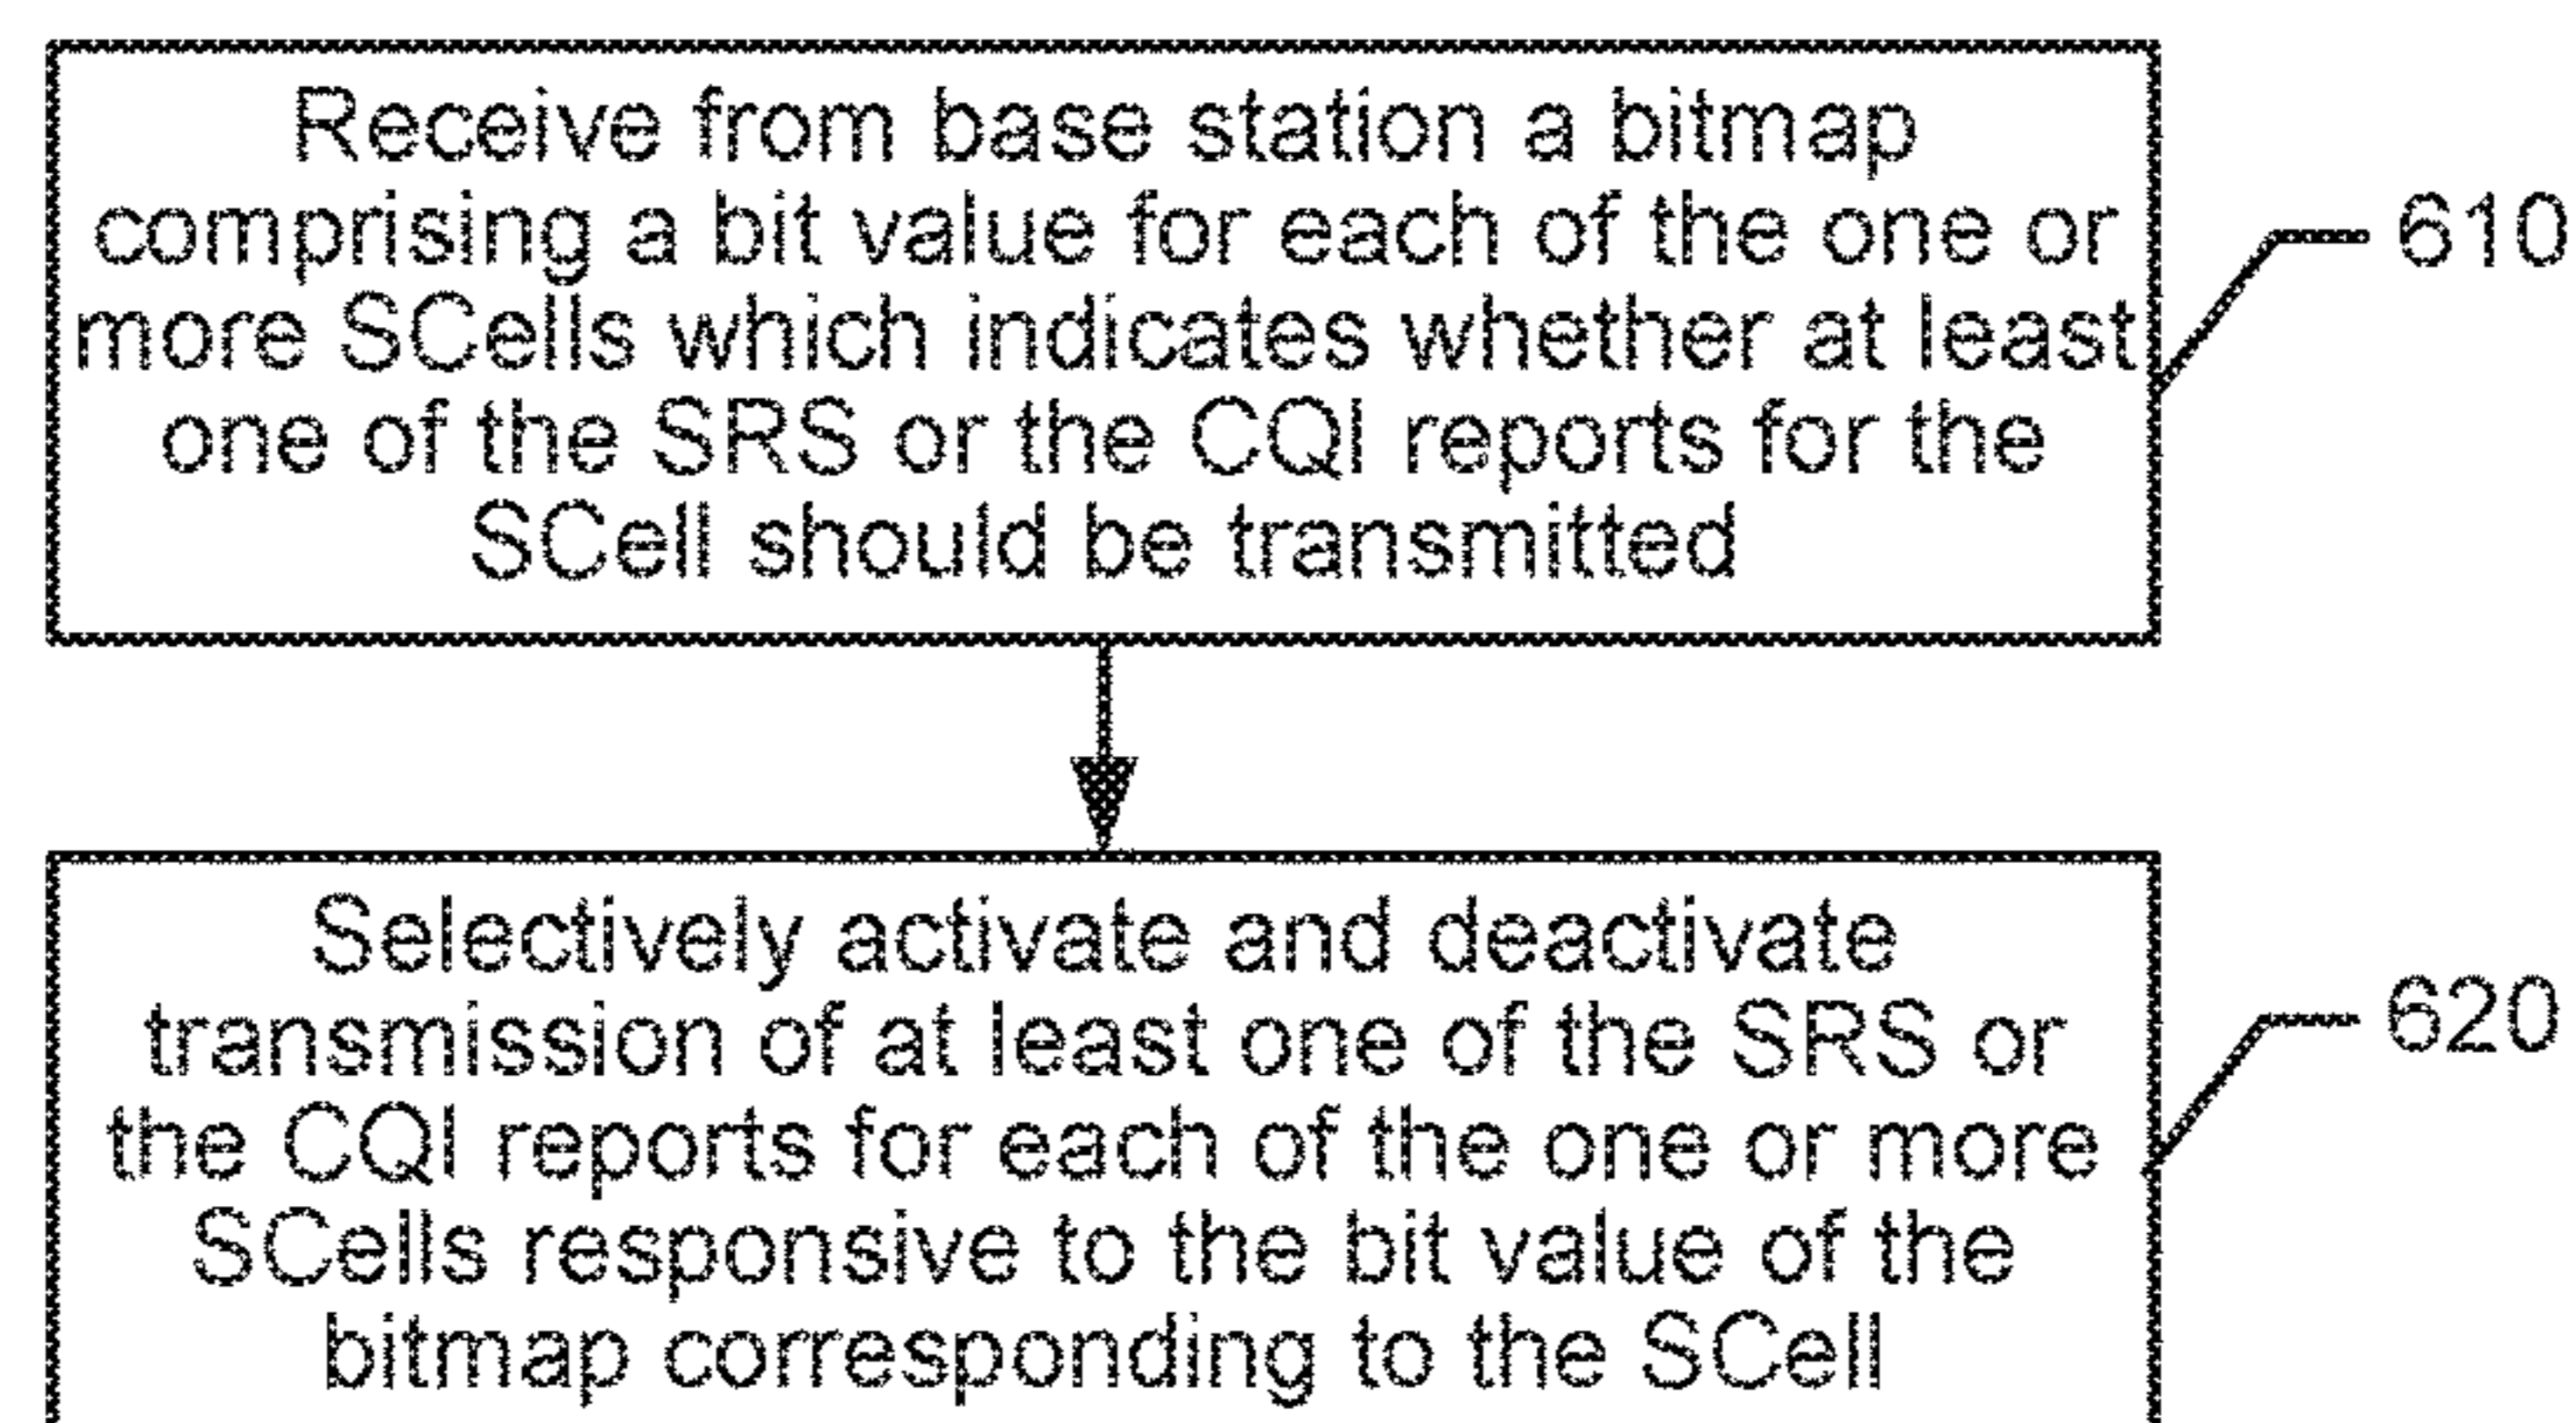 Receive from base station a bitmap
comprising a bit value for each of the one or
more SCells which indicates whether at least
one of the SRS or the CQI reports for the
SCell should be transmitted
610
Selectively activate and deactivate
transmission of at least one of the SRS or
the CQI reports for each of the one or more
SCells responsive to the bit value of the
bitmap corresponding to the SCell
620